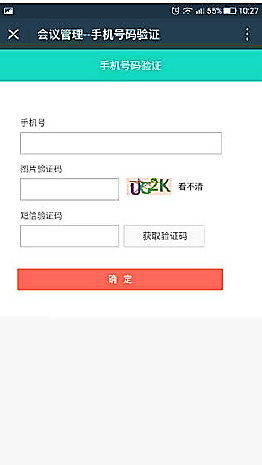 55% 10:27
会议管理--手机号码验证
手机号码验证
手机号
图片验证码
UG2K 看不清
短信验证码
获取验证码
确 定